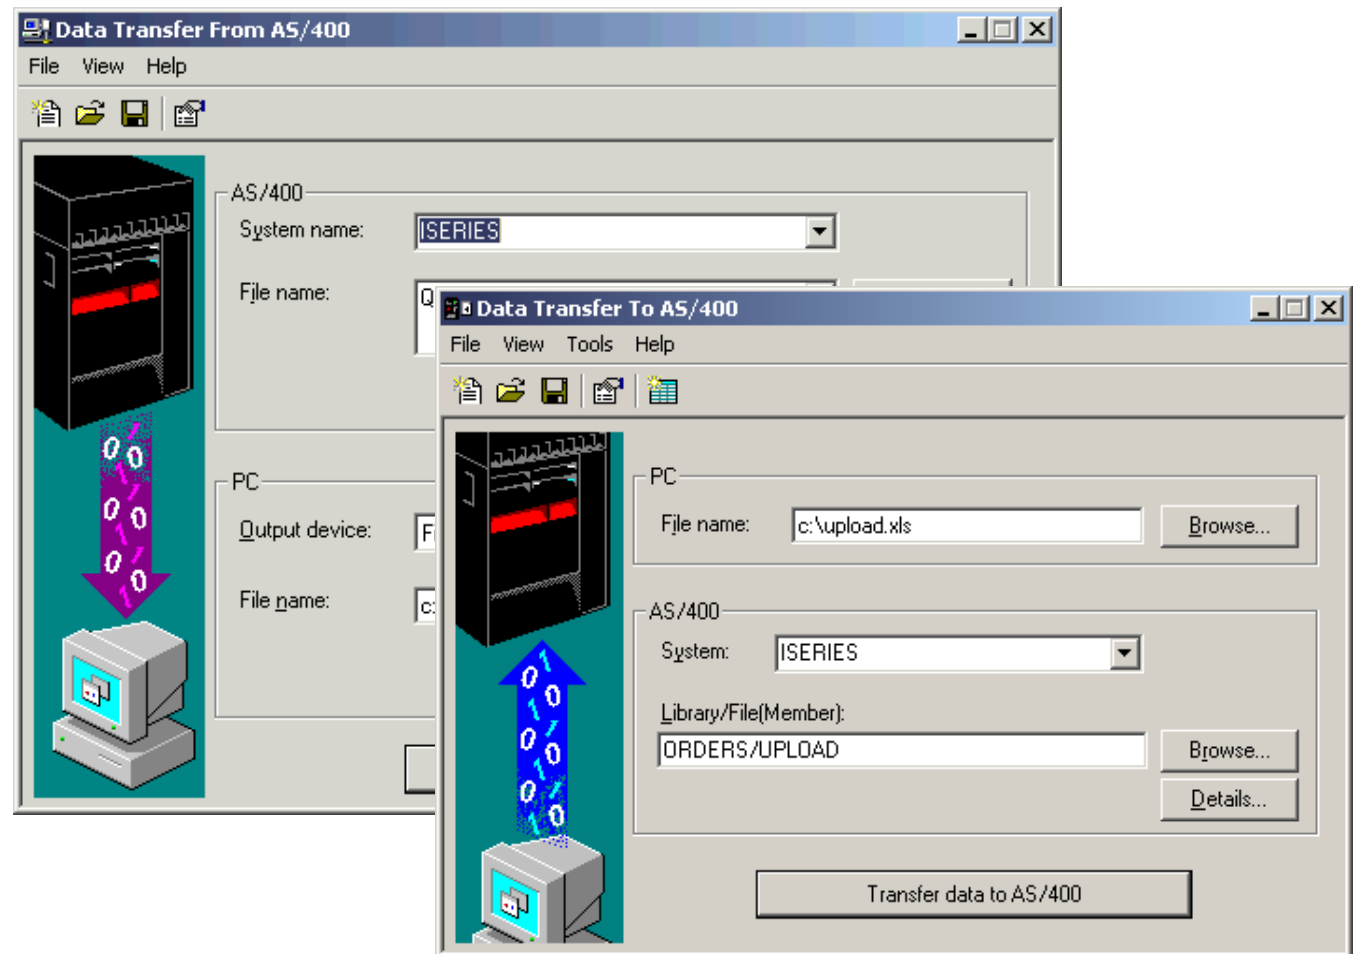 Data Transfer From AS/400
File View Help
AS/400
System name: ISERIES
File name: Q
PC
Output device: F
File name: c:
Data Transfer To AS/400
File View Tools Help
PC
File name: c:\upload.xls Browse...
AS/400
System: ISERIES
Library/File(Member):
ORDERS/UPLOAD Browse...
Details...
Transfer data to AS/400